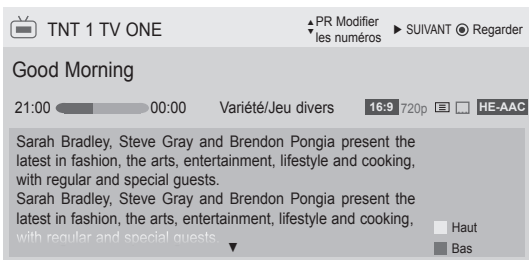 TNT 1 TV ONE
PR Modifier
les numéros
SUIVANT
Regarder
Good Morning
21:00
00:00
Variété/Jeu divers
16:9
720p
HE-AAC
Sarah Bradley, Steve Gray and Brendon Pongia present the
latest in fashion, the arts, entertainment, lifestyle and cooking,
with regular and special guests.
Sarah Bradley, Steve Gray and Brendon Pongia present the
latest in fashion, the arts, entertainment, lifestyle and cooking,
with regular and special guests.
Haut
Bas